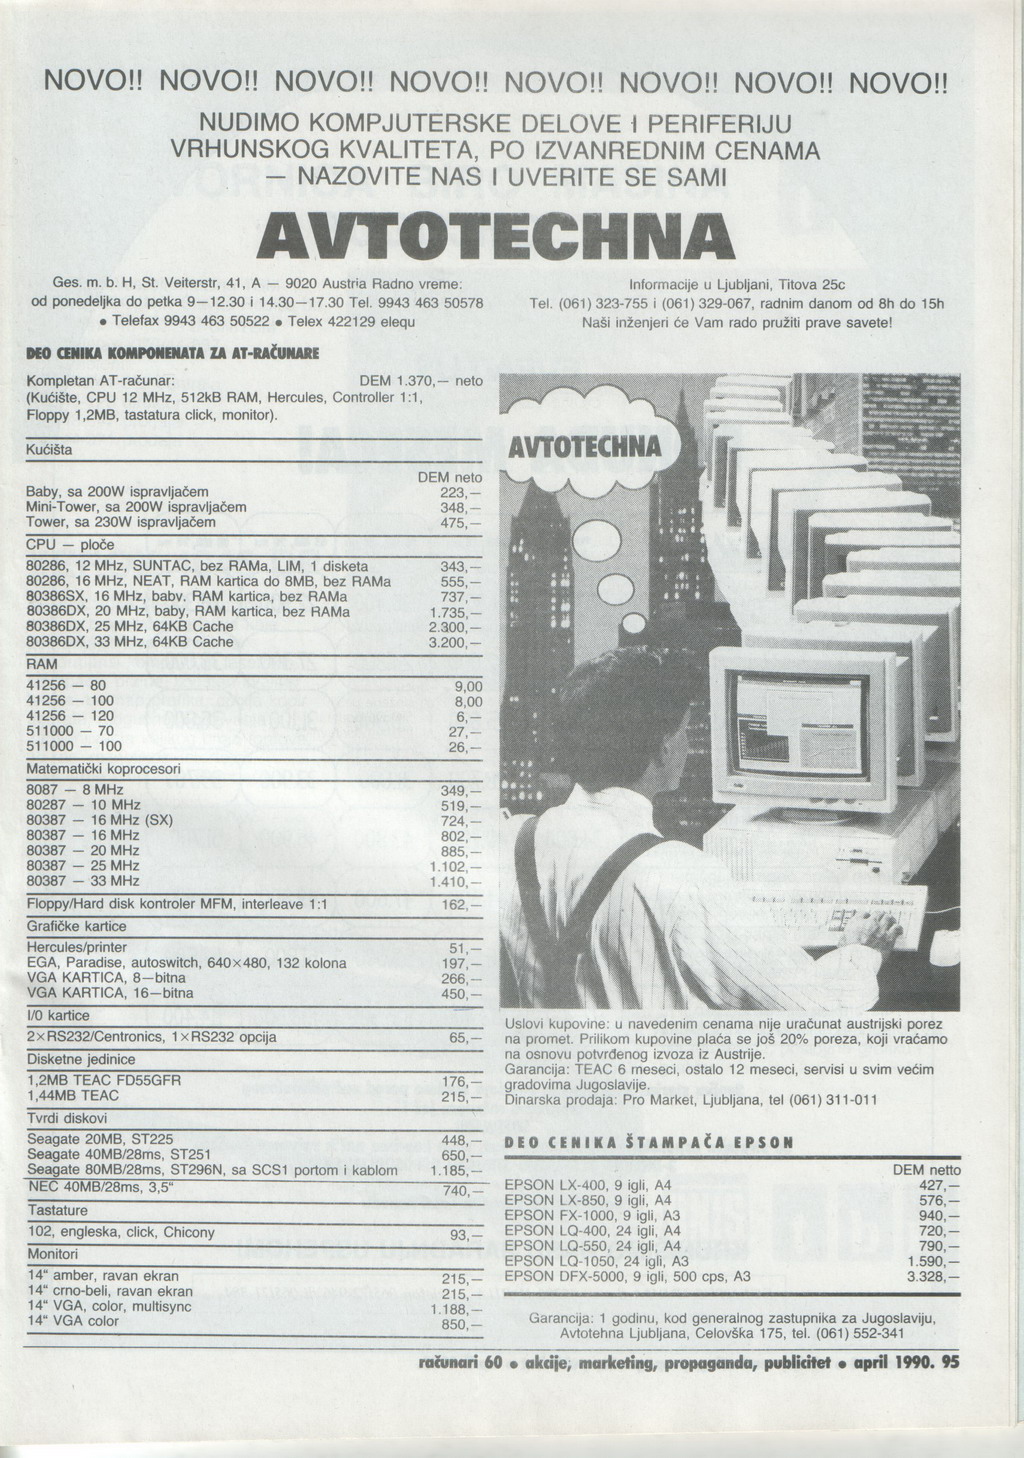 NOVO!! NOVO!! NOVO!! NOVO!! NOVO!! NOVO!! NOVO!! NOVO!!
NUDIMO KOMPJUTERSKE DELOVE I PERIFERIJU
VRHUNSKOG KVALITETA, PO IZVANREDNIM CENAMA
— NAZOVITE NAS I UVERITE SE SAMI
AVTOTECHNA
Ges. m. b. H, St. Veiterstr, 41, A — 9020 Austria Radno vreme:
od ponedeljka do petka 9—12.30 i 14.30—17.30 Tel. 9943 463 50578
• Telefax 9943 463 50522 • Telex 422129 elequ
Informacije u Ljubljani, Titova 25c
Tel. (061) 323-755 i (061) 329-067, radnim danom od 8h do 15h
Naši inženjeri će Vam rado pružiti prave savete!
DEO CENIKA KOMPONENATA ZA AT-RAČUNARE
Kompletan AT-računar: DEM 1.370,— neto
(Kućište, CPU 12 MHz, 512kB RAM, Hercules, Controller 1:1,
Floppy 1,2MB, tastatura click, monitor).
Kućišta
DEM neto
Baby, sa 200W ispravljačem 223,—
Mini-Tower, sa 200W ispravljačem 348,—
Tower, sa 230W ispravljačem 475,—
CPU — ploče
80286, 12 MHz, SUNTAC, bez RAMa, LIM, 1 disketa 343,—
80286, 16 MHz, NEAT, RAM kartica do 8MB, bez RAMa 555,—
80386SX, 16 MHz, baby, RAM kartica, bez RAMa 737,—
80386DX, 20 MHz, baby, RAM kartica, bez RAMa 1.735,—
80386DX, 25 MHz, 64KB Cache 2.300,—
80386DX, 33 MHz, 64KB Cache 3.200,—
RAM
41256 — 80 9,00
41256 — 100 8,00
41256 — 120 6,—
511000 — 70 27,—
511000 — 100 26,—
Matematički koprocesori
8087 — 8 MHz 349,—
80287 — 10 MHz 519,—
80387 — 16 MHz (SX) 724,—
80387 — 16 MHz 802,—
80387 — 20 MHz 885,—
80387 — 25 MHz 1.102,—
80387 — 33 MHz 1.410,—
Floppy/Hard disk kontroler MFM, interleave 1:1 162,—
Grafičke kartice
Hercules/printer 51,—
EGA, Paradise, autoswitch, 640×480, 132 kolona 197,—
VGA KARTICA, 8—bitna 266,—
VGA KARTICA, 16—bitna 450,—
I/0 kartice
2×RS232/Centronics, 1×RS232 opcija 65,—
Disketne jedinice
1,2MB TEAC FD55GFR 176,—
1,44MB TEAC 215,—
Tvrdi diskovi
Seagate 20MB, ST225 448,—
Seagate 40MB/28ms, ST251 650,—
Seagate 80MB/28ms, ST296N, sa SCS1 portom i kablom 1.185,—
NEC 40MB/28ms, 3,5" 740,—
Tastature
102, engleska, click, Chicony 93,—
Monitori
14" amber, ravan ekran 215,—
14" crno-beli, ravan ekran 215,—
14" VGA, color, multisync 1.188,—
14" VGA color 850,—
AVTOTECHNA
Uslovi kupovine: u navedenim cenama nije uračunat austrijski porez
na promet. Prilikom kupovine plaća se još 20% poreza, koji vraćamo
na osnovu potvrđenog izvoza iz Austrije.
Garancija: TEAC 6 meseci, ostalo 12 meseci, servisi u svim većim
gradovima Jugoslavije.
Dinarska prodaja: Pro Market, Ljubljana, tel (061) 311-011
DEO CENIKA ŠTAMPAČA EPSON
DEM netto
EPSON LX-400, 9 igli, A4 427,—
EPSON LX-850, 9 igli, A4 576,—
EPSON FX-1000, 9 igli, A3 940,—
EPSON LQ-400, 24 igli, A4 720,—
EPSON LQ-550, 24 igli, A4 790,—
EPSON LQ-1050, 24 igli, A3 1.590,—
EPSON DFX-5000, 9 igli, 500 cps, A3 3.328,—
Garancija: 1 godinu, kod generalnog zastupnika za Jugoslaviju,
Avtotehna Ljubljana, Celovška 175, tel. (061) 552-341
računari 60 • akcije, marketing, propaganda, publicitet • april 1990. 95